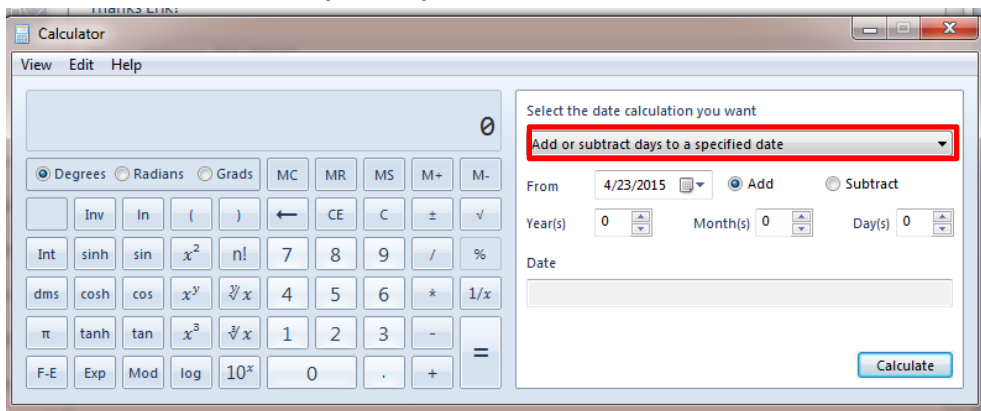 Thanks Erik!
Calculator
View Edit Help
0
Degrees Radians Grads MC MR MS M+ M-
Inv ln ( ) ← CE C ± √
Int sinh sin x² n! 7 8 9 / %
dms cosh cos xʸ ʸ√x 4 5 6 * 1/x
π tanh tan x³ ³√x 1 2 3 - =
F-E Exp Mod log 10ˣ 0 . +
Select the date calculation you want
Add or subtract days to a specified date
From 4/23/2015 Add Subtract
Year(s) 0 Month(s) 0 Day(s) 0
Date
Calculate